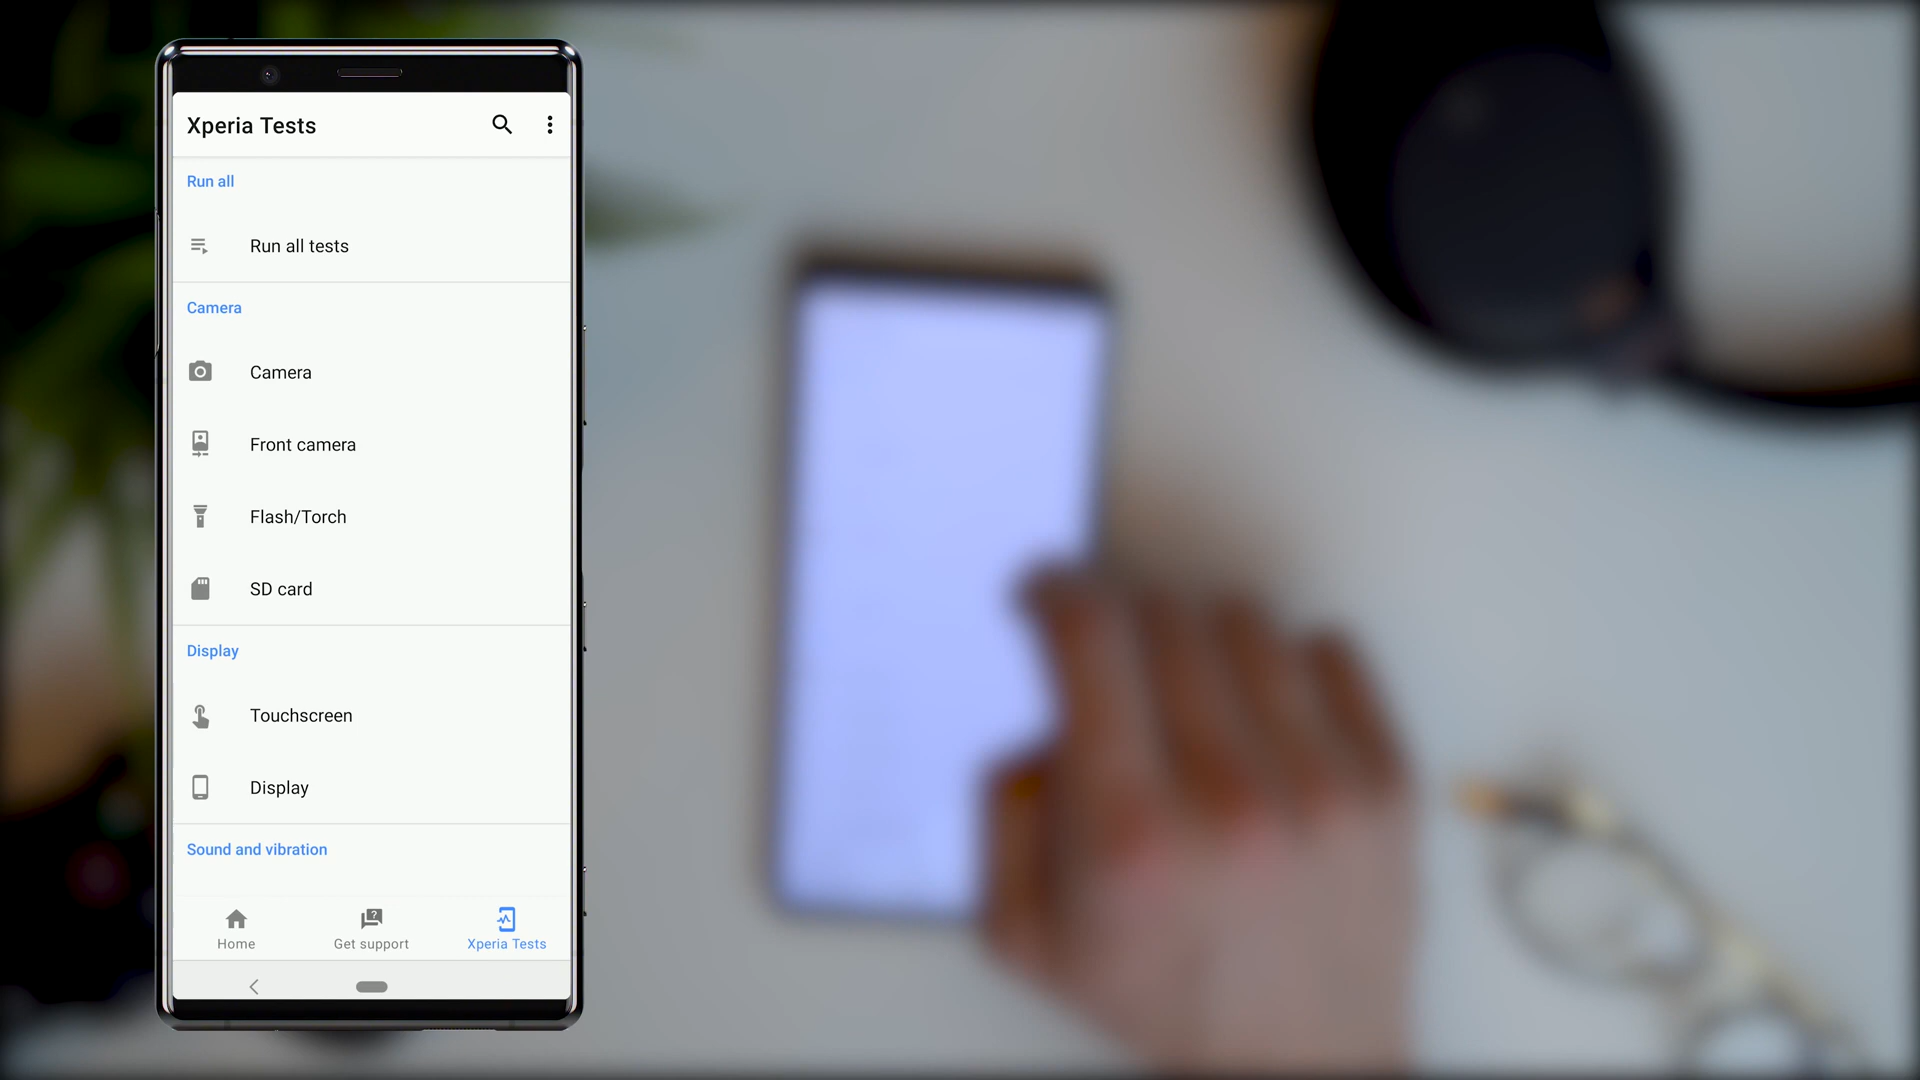 Xperia Tests
Run all
Run all tests
Camera
Camera
Front camera
Flash/Torch
SD card
Display
Touchscreen
Display
Sound and vibration
Home
Get support
Xperia Tests